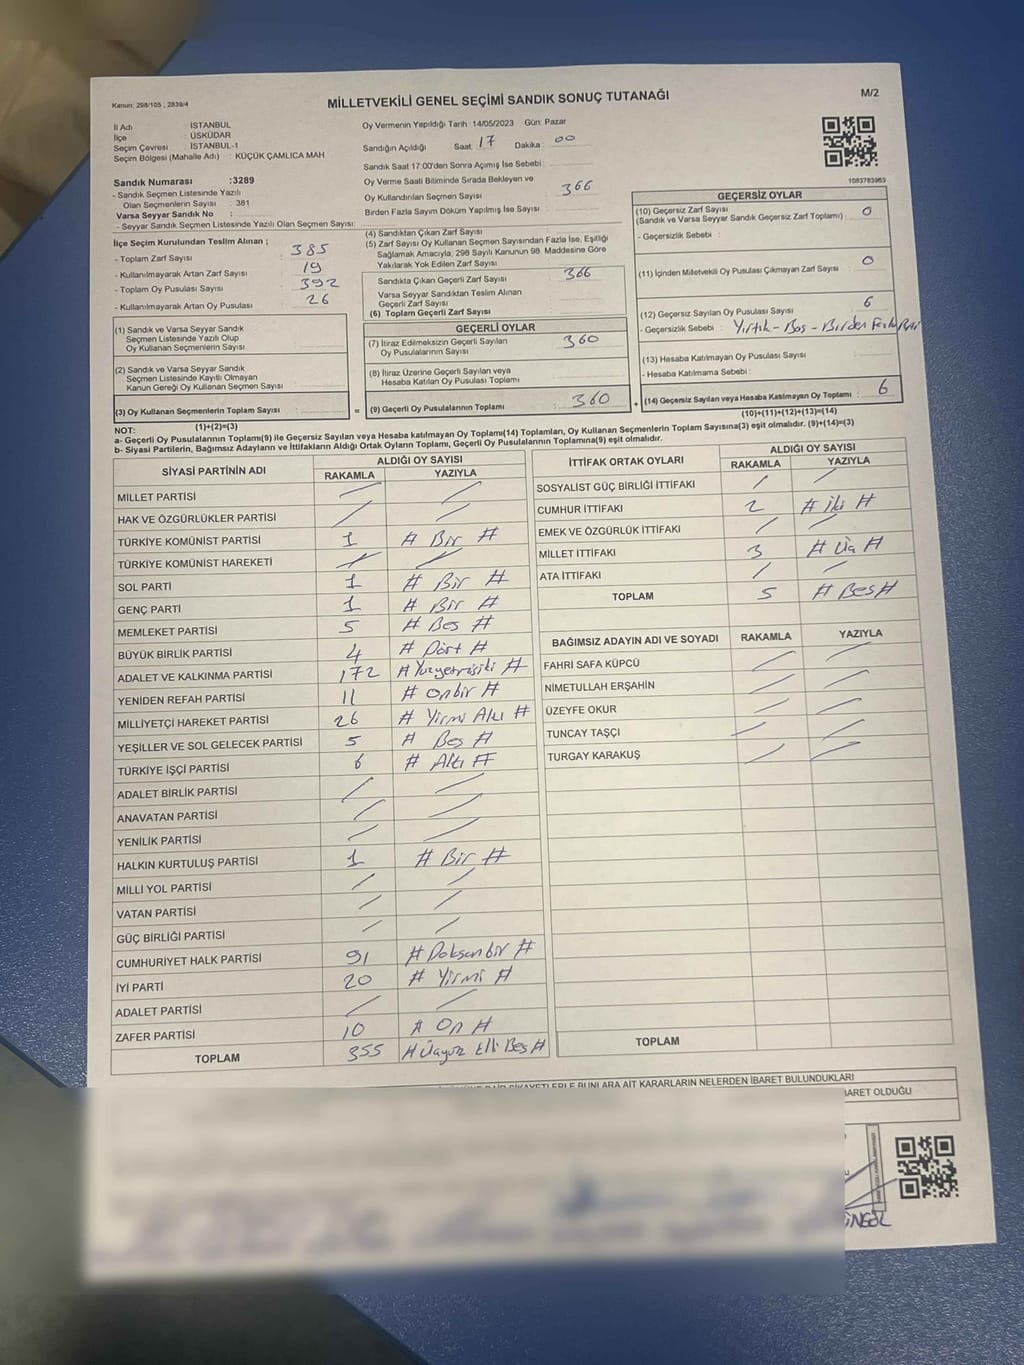 Kanun: 298/105 ; 2839/4
MİLLETVEKİLİ GENEL SEÇİMİ SANDIK SONUÇ TUTANAĞI
M/2
İl Adı : İSTANBUL
İlçe : ÜSKÜDAR
Seçim Çevresi : İSTANBUL-1
Seçim Bölgesi (Mahalle Adı) : KÜÇÜK ÇAMLICA MAH
Sandık Numarası :3289
- Sandık Seçmen Listesinde Yazılı
Olan Seçmenlerin Sayısı : 381
Varsa Seyyar Sandık No :
- Seyyar Sandık Seçmen Listesinde Yazılı Olan Seçmen Sayısı:
İlçe Seçim Kurulundan Teslim Alınan ;
- Toplam Zarf Sayısı : 385
- Kullanılmayarak Artan Zarf Sayısı : 19
- Toplam Oy Pusulası Sayısı : 392
- Kullanılmayarak Artan Oy Pusulası : 26
(1) Sandık ve Varsa Seyyar Sandık
Seçmen Listesinde Yazılı Olup
Oy Kullanan Seçmenlerin Sayısı
(2) Sandık ve Varsa Seyyar Sandık
Seçmen Listesinde Kayıtlı Olmayan
Kanun Gereği Oy Kullanan Seçmen Sayısı
(3) Oy Kullanan Seçmenlerin Toplam Sayısı :
(1)+(2)=(3)
Oy Vermenin Yapıldığı Tarih : 14/05/2023 Gün: Pazar
Sandığın Açıldığı Saat : 17 Dakika : 00
Sandık Saat 17:00'den Sonra Açımış İse Sebebi :
Oy Verme Saati Bitiminde Sırada Bekleyen ve
Oy Kullandırılan Seçmen Sayısı : 366
Birden Fazla Sayım Döküm Yapılmış İse Sayısı :
(4) Sandıktan Çıkan Zarf Sayısı :
(5) Zarf Sayısı Oy Kullanan Seçmen Sayısından Fazla İse, Eşitliği
Sağlamak Amacıyla, 298 Sayılı Kanunun 98. Maddesine Göre
Yakılarak Yok Edilen Zarf Sayısı
Sandıkta Çıkan Geçerli Zarf Sayısı : 366
Varsa Seyyar Sandıktan Teslim Alınan
Geçerli Zarf Sayısı
(6) Toplam Geçerli Zarf Sayısı
GEÇERLİ OYLAR
(7) İtiraz Edilmeksizin Geçerli Sayılan
Oy Pusulalarının Sayısı : 360
(8) İtiraz Üzerine Geçerli Sayılan veya
Hesaba Katılan Oy Pusulası Toplamı
= (9) Geçerli Oy Pusulalarının Toplamı : 360
1083783963
GEÇERSİZ OYLAR
(10) Geçersiz Zarf Sayısı : 0
(Sandık ve Varsa Seyyar Sandık Geçersiz Zarf Toplamı)
- Geçersizlik Sebebi :
(11) İçinden Milletvekili Oy Pusulası Çıkmayan Zarf Sayısı : 0
(12) Geçersiz Sayılan Oy Pusulası Sayısı : 6
- Geçersizlik Sebebi : Yırtık - Boş - Birden Fazla
(13) Hesaba Katılmayan Oy Pusulası Sayısı :
- Hesaba Katılmama Sebebi :
+ (14) Geçersiz Sayılan veya Hesaba Katılmayan Oy Toplamı : 6
(10)+(11)+(12)+(13)=(14)
NOT:
a- Geçerli Oy Pusulasının Toplamı(9) ile Geçersiz Sayılan veya Hesaba katılmayan Oy Toplamı(14) Toplamları, Oy Kullanan Seçmenlerin Toplam Sayısına(3) eşit olmalıdır. (9)+(14)=(3)
b- Siyasi Partilerin, Bağımsız Adayların ve İttifakların Aldığı Ortak Oyların Toplamı, Geçerli Oy Pusulalarının Toplamına(9) eşit olmalıdır.
SİYASİ PARTİNİN ADI ALDIĞI OY SAYISI
RAKAMLA YAZIYLA
MİLLET PARTİSİ
HAK VE ÖZGÜRLÜKLER PARTİSİ
TÜRKİYE KOMÜNİST PARTİSİ 1 # Bir #
TÜRKİYE KOMÜNİST HAREKETİ
SOL PARTİ 1 # Bir #
GENÇ PARTİ 1 # Bir #
MEMLEKET PARTİSİ 5 # Beş #
BÜYÜK BİRLİK PARTİSİ 4 # Dört #
ADALET VE KALKINMA PARTİSİ 172 # Yüzyetmişiki #
YENİDEN REFAH PARTİSİ 11 # Onbir #
MİLLİYETÇİ HAREKET PARTİSİ 26 # Yirmi Altı #
YEŞİLLER VE SOL GELECEK PARTİSİ 5 # Beş #
TÜRKİYE İŞÇİ PARTİSİ 6 # Altı #
ADALET BİRLİK PARTİSİ
ANAVATAN PARTİSİ
YENİLİK PARTİSİ
HALKIN KURTULUŞ PARTİSİ 1 # Bir #
MİLLİ YOL PARTİSİ
VATAN PARTİSİ
GÜÇ BİRLİĞİ PARTİSİ
CUMHURİYET HALK PARTİSİ 91 # Doksanbir #
İYİ PARTİ 20 # Yirmi #
ADALET PARTİSİ
ZAFER PARTİSİ 10 # On #
TOPLAM 355 # Üçyüz Elli Beş #
İTTİFAK ORTAK OYLARI ALDIĞI OY SAYISI
RAKAMLA YAZIYLA
SOSYALİST GÜÇ BİRLİĞİ İTTİFAKI
CUMHUR İTTİFAKI 2 # İki #
EMEK VE ÖZGÜRLÜK İTTİFAKI
MİLLET İTTİFAKI 3 # Üç #
ATA İTTİFAKI
TOPLAM 5 # Beş #
BAĞIMSIZ ADAYIN ADI VE SOYADI RAKAMLA YAZIYLA
FAHRİ SAFA KÜPCÜ
NİMETULLAH ERŞAHİN
ÜZEYFE OKUR
TUNCAY TAŞÇI
TURGAY KARAKUŞ
TOPLAM
ŞİKAYETLERLE BUNLARA AİT KARARLARIN NELERDEN İBARET BULUNDUKLARI
İBARET OLDUĞU